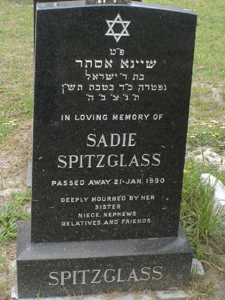 פ״ט
שיינא אסתר
בת ר׳ ישראל
נפטרה כ״ד בטבת תש״ן
ת נ צ ב ה
IN LOVING MEMORY OF
SADIE
SPITZGLASS
PASSED AWAY 21·JAN 1990
DEEPLY MOURNED BY HER
SISTER
NIECE, NEPHEWS
RELATIVES AND FRIENDS
SPITZGLASS